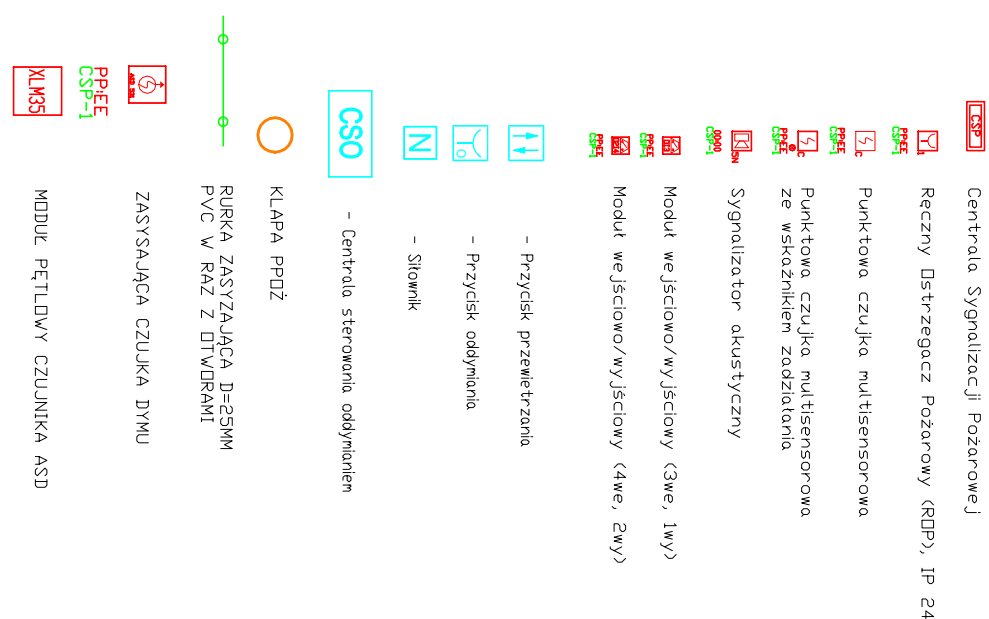 CSP
Centrala Sygnalizacji Pożarowej
PP:EE
CSP-1
1
Ręczny Ostrzegacz Pożarowy (ROP), IP 24
PP:EE
CSP-1
C
Punktowa czujka multisensorowa
PP:EE
CSP-1
C
Punktowa czujka multisensorowa
ze wskaźnikiem zadziałania
0000
CSP-1
SN
Sygnalizator akustyczny
PP:EE
CSP-1
Moduł wejściowo/wyjściowy (3we, 1wy)
PP:EE
CSP-1
Moduł wejściowo/wyjściowy (4we, 2wy)
- Przycisk przewietrzania
- Przycisk oddymiania
N
- Siłownik
CSO
- Centrala sterowania oddymianiem
KLAPA PPOŻ
RURKA ZASYZAJĄCA D=25MM
PVC W RAZ Z OTWORAMI
ZASYSAJĄCA CZUJKA DYMU
PP:EE
CSP-1
XLM35
MODUŁ PĘTLOWY CZUJNIKA ASD